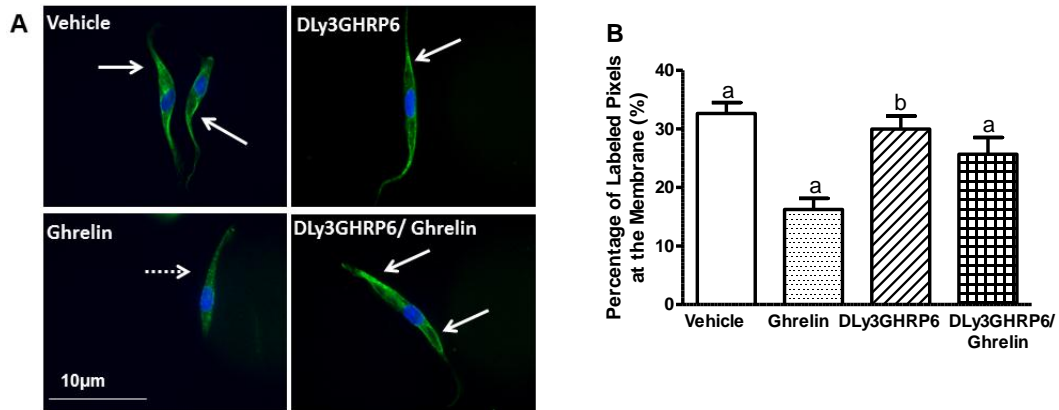 A
Vehicle
DLy3GHRP6
Ghrelin
DLy3GHRP6/ Ghrelin
10µm
B
Percentage of Labeled Pixels
at the Membrane (%)
40
30
20
10
0
a
a
b
a
Vehicle
Ghrelin
DLy3GHRP6
DLy3GHRP6/
Ghrelin